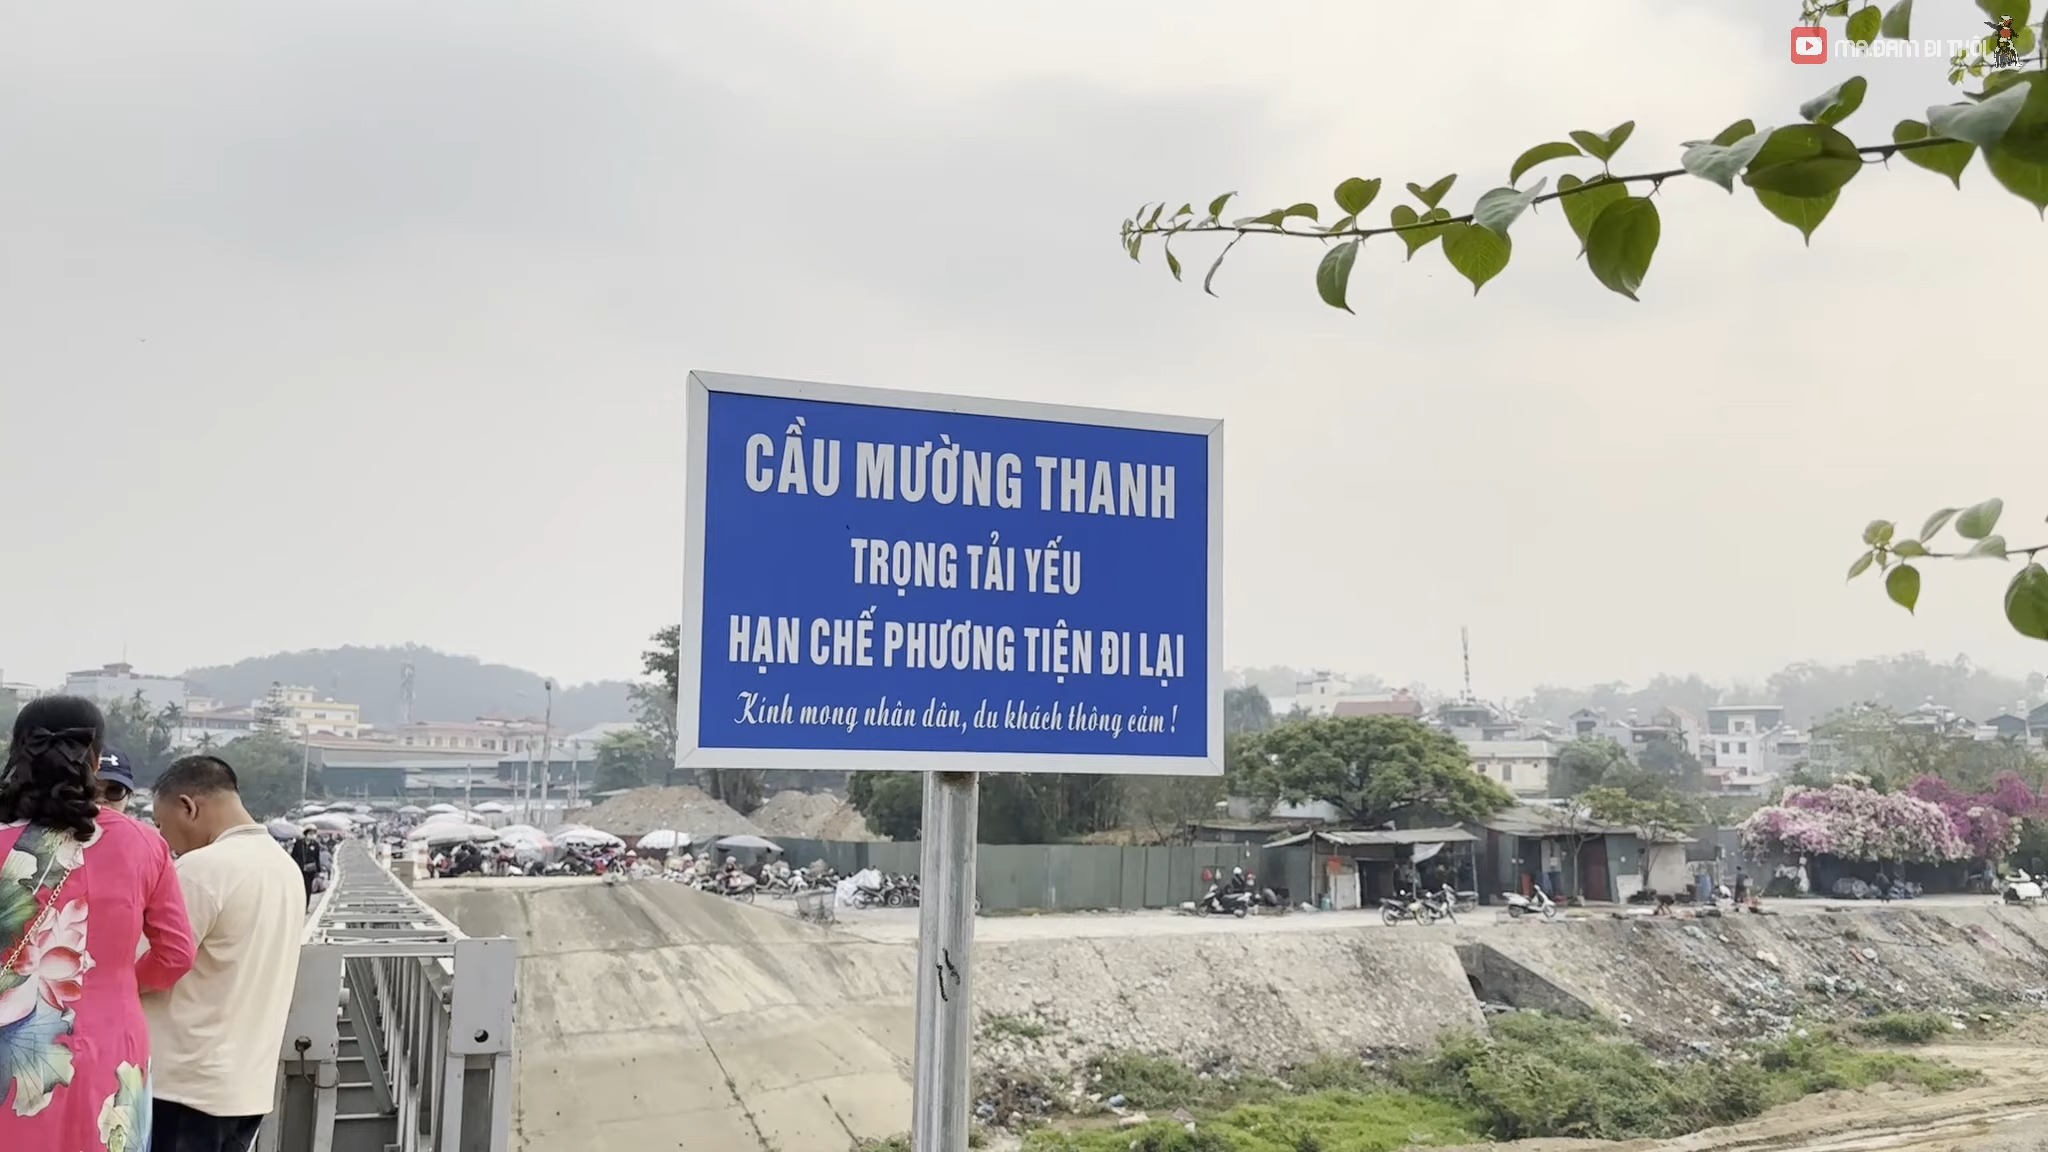 MR.ĐAM ĐI THÔI
CẦU MƯỜNG THANH
TRỌNG TẢI YẾU
HẠN CHẾ PHƯƠNG TIỆN ĐI LẠI
Kính mong nhân dân, du khách thông cảm !